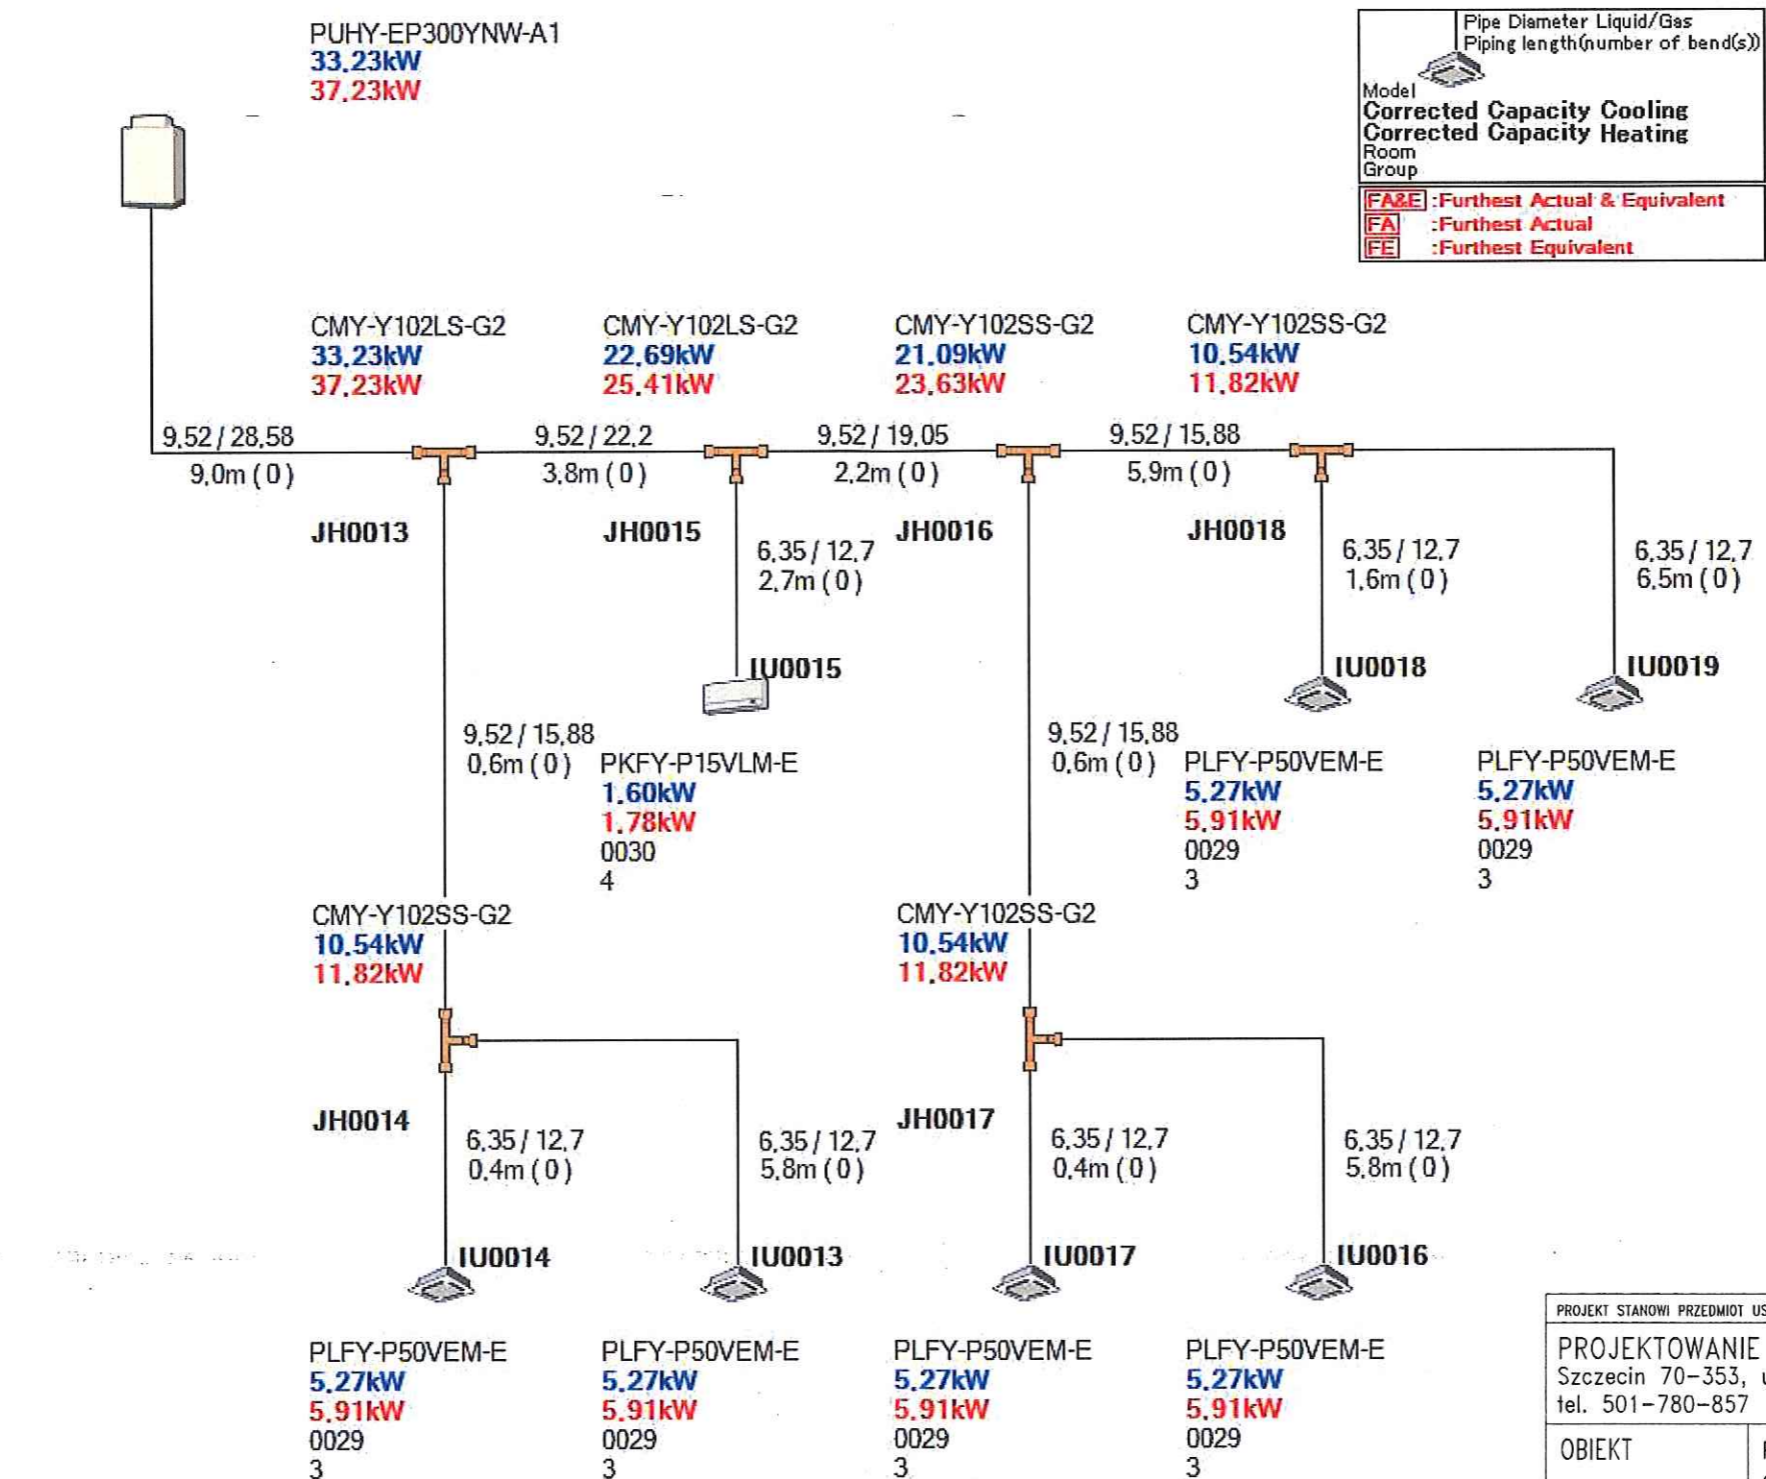 PUHY-EP300YNW-A1
33.23kW
37.23kW
Pipe Diameter Liquid/Gas
Piping length(number of bend(s))
Model
Corrected Capacity Cooling
Corrected Capacity Heating
Room
Group
FA&E :Furthest Actual & Equivalent
FA :Furthest Actual
FE :Furthest Equivalent
CMY-Y102LS-G2
33.23kW
37.23kW
CMY-Y102LS-G2
22.69kW
25.41kW
CMY-Y102SS-G2
21.09kW
23.63kW
CMY-Y102SS-G2
10.54kW
11.82kW
9.52 / 28.58
9.0m ( 0 )
9.52 / 22.2
3.8m ( 0 )
9.52 / 19.05
2.2m ( 0 )
9.52 / 15.88
5.9m ( 0 )
JH0013
JH0015
JH0016
JH0018
6.35 / 12.7
2.7m ( 0 )
6.35 / 12.7
1.6m ( 0 )
6.35 / 12.7
6.5m ( 0 )
IU0015
IU0018
IU0019
9.52 / 15.88
0.6m ( 0 )
PKFY-P15VLM-E
1.60kW
1.78kW
0030
4
9.52 / 15.88
0.6m ( 0 )
PLFY-P50VEM-E
5.27kW
5.91kW
0029
3
PLFY-P50VEM-E
5.27kW
5.91kW
0029
3
CMY-Y102SS-G2
10.54kW
11.82kW
CMY-Y102SS-G2
10.54kW
11.82kW
JH0014
JH0017
6.35 / 12.7
0.4m ( 0 )
6.35 / 12.7
5.8m ( 0 )
6.35 / 12.7
0.4m ( 0 )
6.35 / 12.7
5.8m ( 0 )
IU0014
IU0013
IU0017
IU0016
PLFY-P50VEM-E
5.27kW
5.91kW
0029
3
PLFY-P50VEM-E
5.27kW
5.91kW
0029
3
PLFY-P50VEM-E
5.27kW
5.91kW
0029
3
PLFY-P50VEM-E
5.27kW
5.91kW
0029
3
PROJEKT STANOWI PRZEDMIOT
PROJEKTOWANIE
Szczecin 70-353,
tel. 501-780-857
OBIEKT